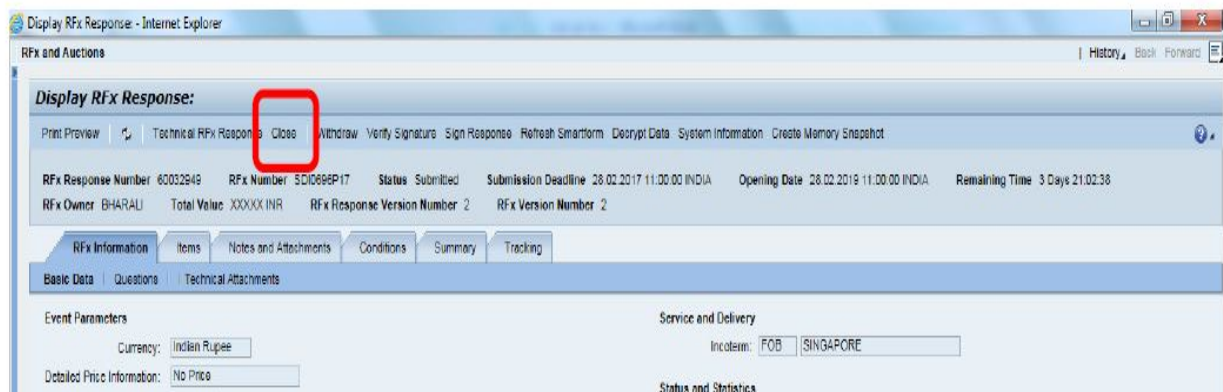 Display RFx Response: - Internet Explorer
RFx and Auctions
History Back Forward
Display RFx Response:
Print Preview Technical RFx Response Close Withdraw Verify Signature Sign Response Refresh Smartform Decrypt Data System Information Create Memory Snapshot
RFx Response Number 60032949 RFx Number SDI0696P17 Status Submitted Submission Deadline 28.02.2017 11:00:00 INDIA Opening Date 28.02.2019 11:00:00 INDIA Remaining Time 3 Days 21:02:38
RFx Owner BHARALI Total Value XXXXX INR RFx Response Version Number 2 RFx Version Number 2
RFx Information Items Notes and Attachments Conditions Summary Tracking
Basic Data Questions Technical Attachments
Event Parameters Service and Delivery
Currency: Indian Rupee Incoterm: FOB SINGAPORE
Detailed Price Information: No Price
Status and Statistics